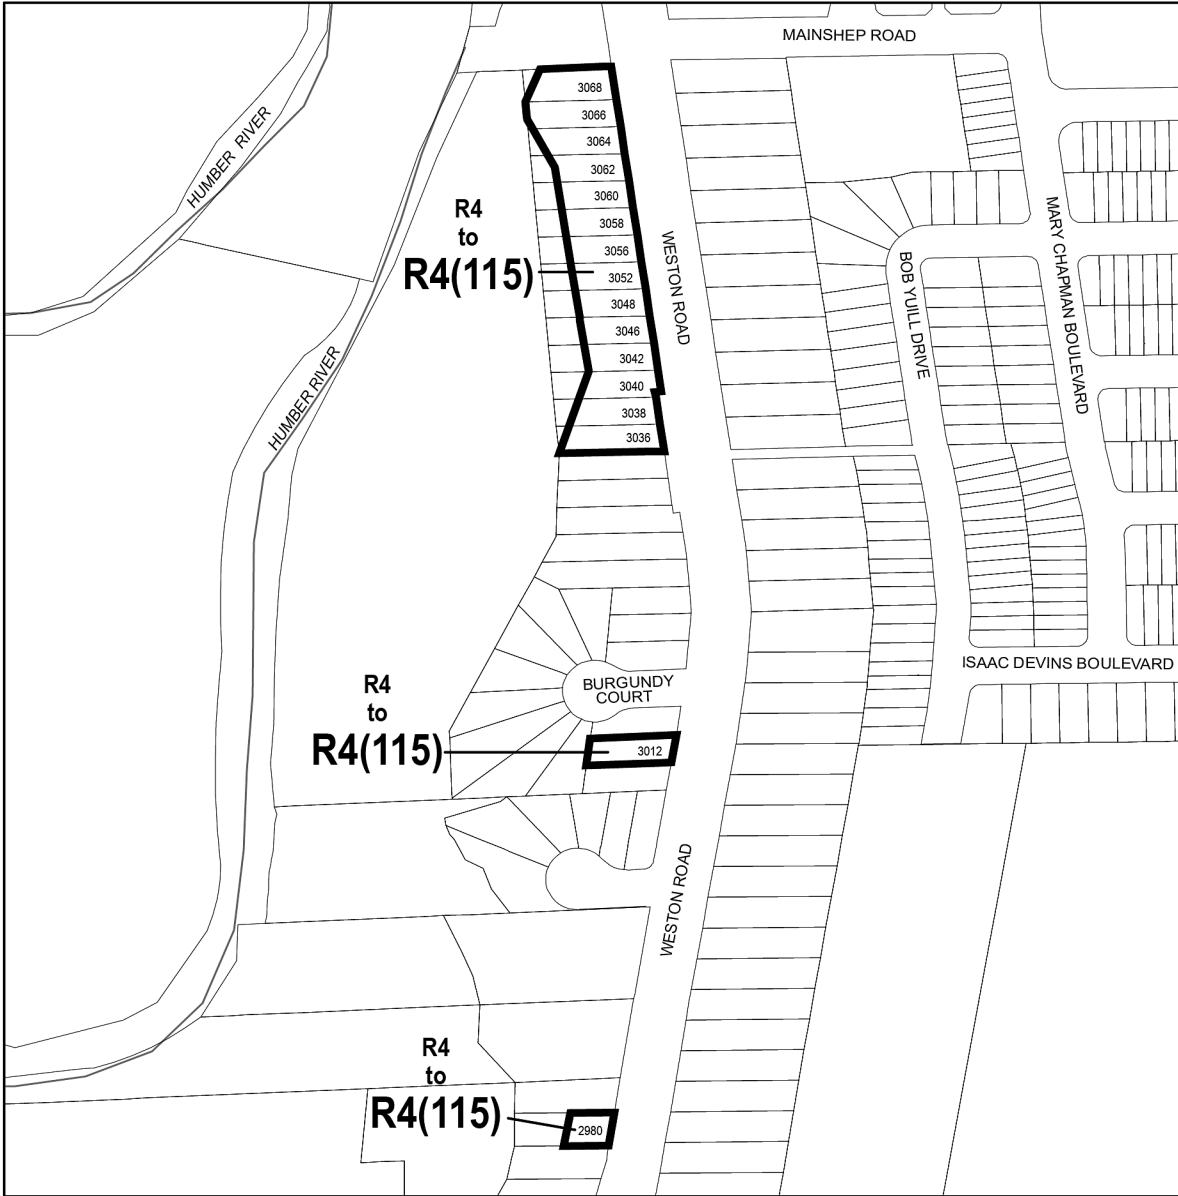 MAINSHEP ROAD
3068
HUMBER RIVER
3066
3064
3062
3060
R4
to
R4(115)
3058
3056
3052
3048
3046
3042
3040
3038
3036
WESTON ROAD
MARY CHAPMAN BOULEVARD
BOB YUILL DRIVE
HUMBER RIVER
ISAAC DEVINS BOULEVARD
BURGUNDY
COURT
R4
to
R4(115)
3012
WESTON ROAD
R4
to
R4(115)
2980